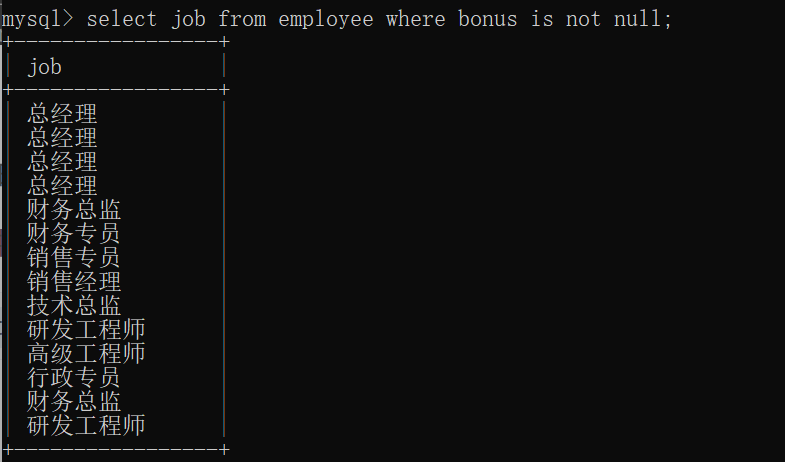 mysql> select job from employee where bonus is not null;
+-----------------+
| job             |
+-----------------+
| 总经理          |
| 总经理          |
| 总经理          |
| 总经理          |
| 财务总监        |
| 财务专员        |
| 销售专员        |
| 销售经理        |
| 技术总监        |
| 研发工程师      |
| 高级工程师      |
| 行政专员        |
| 财务总监        |
| 研发工程师      |
+-----------------+